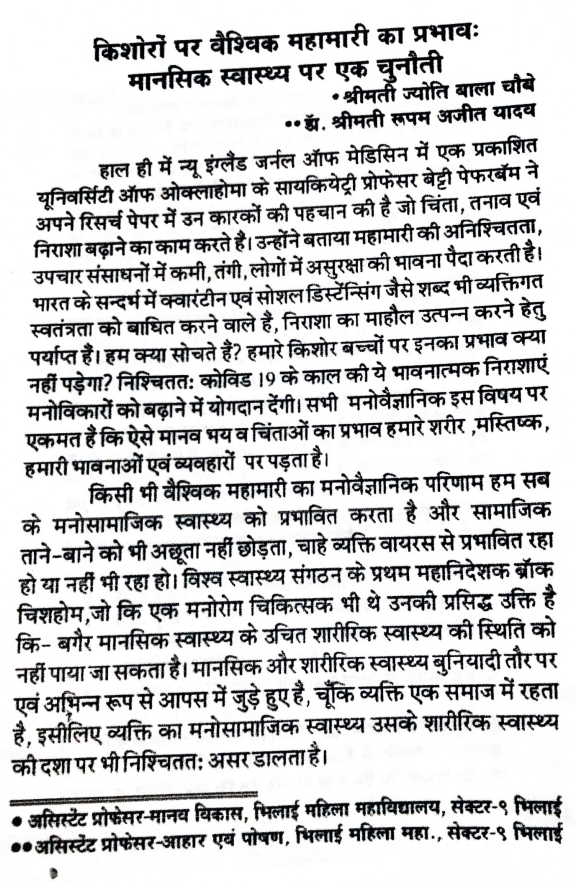 किशोरों पर वैश्विक महामारी का प्रभावः
मानसिक स्वास्थ्य पर एक चुनौती
• श्रीमती ज्योति बाला चौबे
•• डॉ. श्रीमती रूपम अजीत यादव
हाल ही में न्यू इंग्लैंड जर्नल ऑफ मेडिसिन में एक प्रकाशित
यूनिवर्सिटी ऑफ ओक्लाहोमा के सायकियेट्री प्रोफेसर बेट्टी पेफरबॅम ने
अपने रिसर्च पेपर में उन कारकों की पहचान की है जो चिंता, तनाव एवं
निराशा बढ़ाने का काम करते है। उन्होंने बताया महामारी की अनिश्चितता,
उपचार संसाधनों में कमी, तंगी, लोगों में असुरक्षा की भावना पैदा करती है।
भारत के सन्दर्भ में क्वारंटीन एवं सोशल डिस्टेंन्सिंग जैसे शब्द भी व्यक्तिगत
स्वतंत्रता को बाधित करने वाले है, निराशा का माहौल उत्पन्न करने हेतु
पर्याप्त हैं। हम क्या सोचते हैं? हमारे किशोर बच्चों पर इनका प्रभाव क्या
नहीं पड़ेगा? निश्चिततः कोविड 19 के काल की ये भावनात्मक निराशाएं
मनोविकारों को बढ़ाने में योगदान देंगी। सभी मनोवैज्ञानिक इस विषय पर
एकमत हैं कि ऐसे मानव भय व चिंताओं का प्रभाव हमारे शरीर ,मस्तिष्क,
हमारी भावनाओं एवं व्यवहारों पर पड़ता है।
किसी भी वैश्विक महामारी का मनोवैज्ञानिक परिणाम हम सब
के मनोसामाजिक स्वास्थ्य को प्रभावित करता है और सामाजिक
ताने-बाने को भी अछूता नहीं छोड़ता, चाहे व्यक्ति वायरस से प्रभावित रहा
हो या नहीं भी रहा हो। विश्व स्वास्थ्य संगठन के प्रथम महानिदेशक ब्रॅाक
चिशहोम,जो कि एक मनोरोग चिकित्सक भी थे उनकी प्रसिद्ध उक्ति है
कि- बगैर मानसिक स्वास्थ्य के उचित शारीरिक स्वास्थ्य की स्थिति को
नहीं पाया जा सकता है। मानसिक और शारीरिक स्वास्थ्य बुनियादी तौर पर
एवं अभिन्न रूप से आपस में जुड़े हुए है, चूँकि व्यक्ति एक समाज में रहता
है, इसीलिए व्यक्ति का मनोसामाजिक स्वास्थ्य उसके शारीरिक स्वास्थ्य
की दशा पर भी निश्चिततः असर डालता है।
• असिस्टेंट प्रोफेसर-मानव विकास, भिलाई महिला महाविद्यालय, सेक्टर-९ भिलाई
•• असिस्टेंट प्रोफेसर-आहार एवं पोषण, भिलाई महिला महा., सेक्टर-९ भिलाई